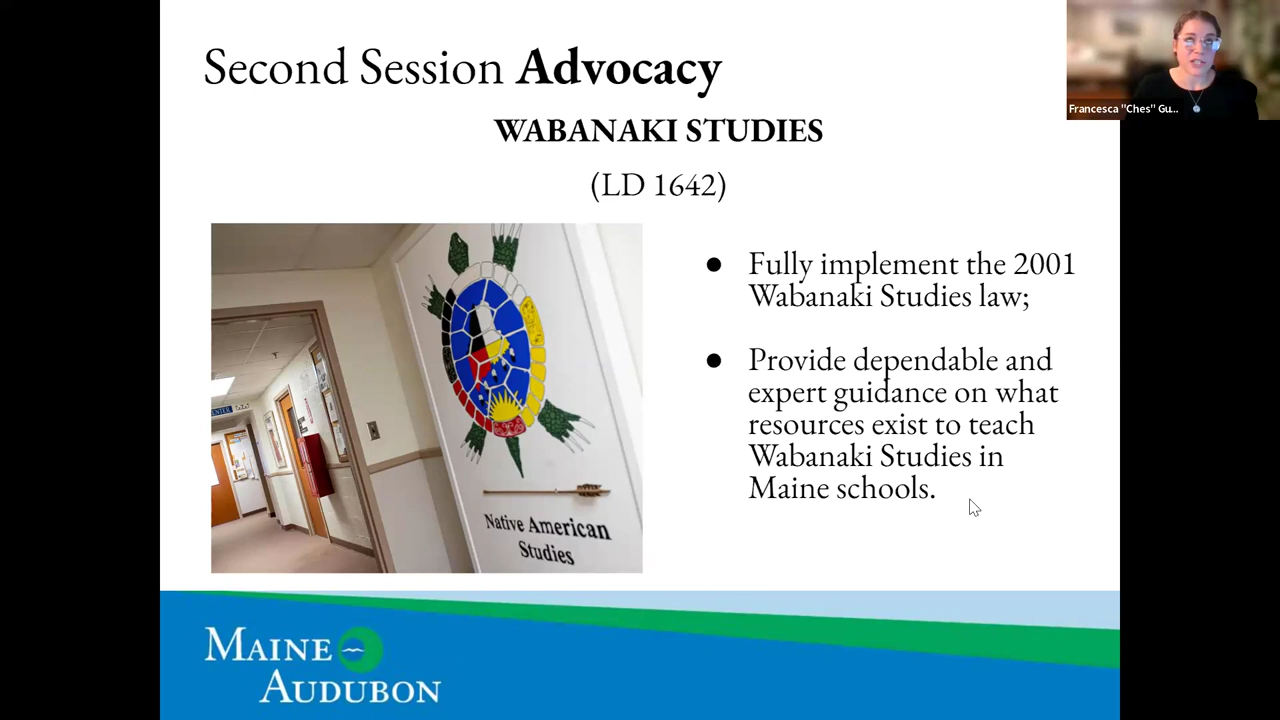 Second Session Advocacy
WABANAKI STUDIES
(LD 1642)
Francesca "Ches" Gu...
● Fully implement the 2001
Wabanaki Studies law;
● Provide dependable and
expert guidance on what
resources exist to teach
Wabanaki Studies in
Maine schools.
Native American
Studies
MAINE
AUDUBON